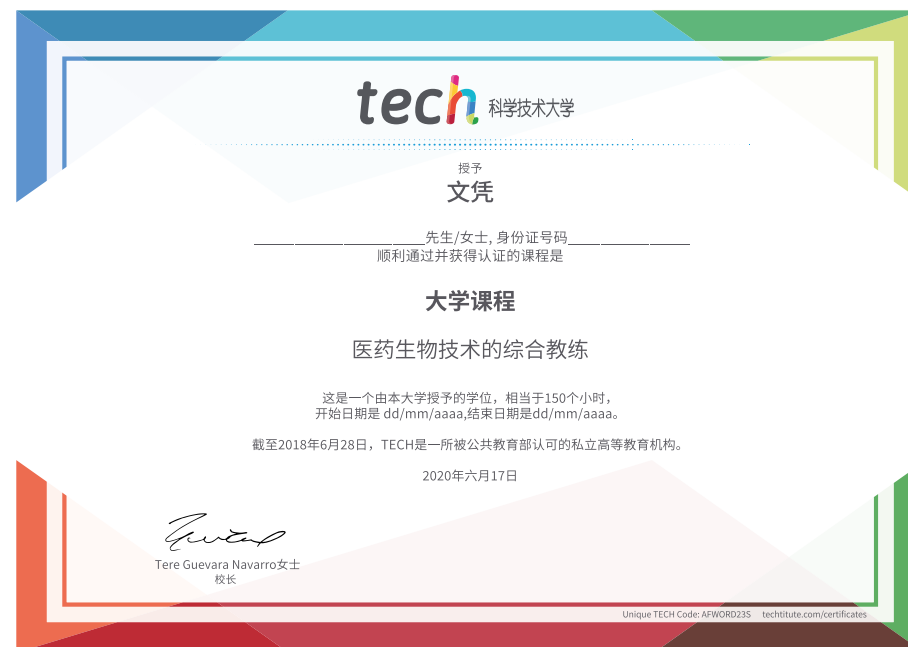 tech 科学技术大学
授予
文凭
先生/女士, 身份证号码
顺利通过并获得认证的课程是
大学课程
医药生物技术的综合教练
这是一个由本大学授予的学位，相当于150个小时，
开始日期是 dd/mm/aaaa,结束日期是dd/mm/aaaa。
截至2018年6月28日，TECH是一所被公共教育部认可的私立高等教育机构。
2020年六月17日
Tere Guevara Navarro女士
校长
Unique TECH Code: AFWORD23S techtitute.com/certificates